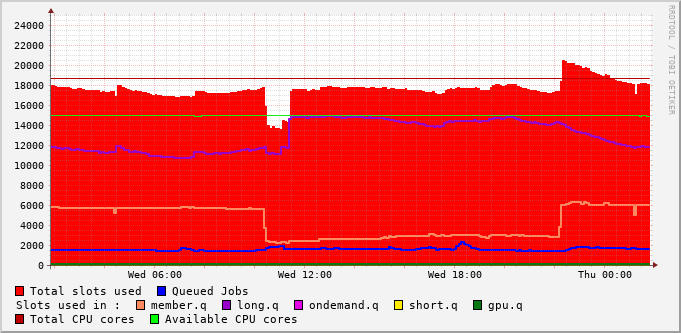 RRDTOOL / TOBI OETIKER
24000
22000
20000
18000
16000
14000
12000
10000
8000
6000
4000
2000
0
Wed 06:00 Wed 12:00 Wed 18:00 Thu 00:00
Total slots used Queued Jobs
Slots used in : member.q long.q ondemand.q short.q gpu.q
Total CPU cores Available CPU cores